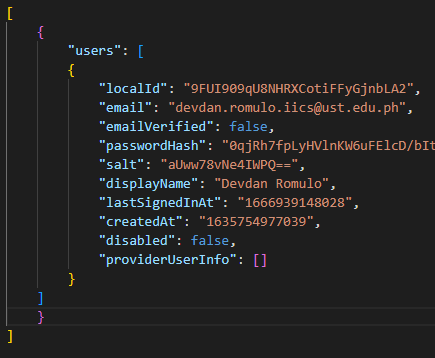 [
{
"users": [
{
"localId": "9FUI909qU8NHRXCotiFFyGjnbLA2",
"email": "devdan.romulo.iics@ust.edu.ph",
"emailVerified": false,
"passwordHash": "0qjRh7fpLyHVlnKW6uFElcD/bIt
"salt": "aUww78vNe4IWPQ==",
"displayName": "Devdan Romulo",
"lastSignedInAt": "1666939148028",
"createdAt": "1635754977039",
"disabled": false,
"providerUserInfo": []
}
]
}
]